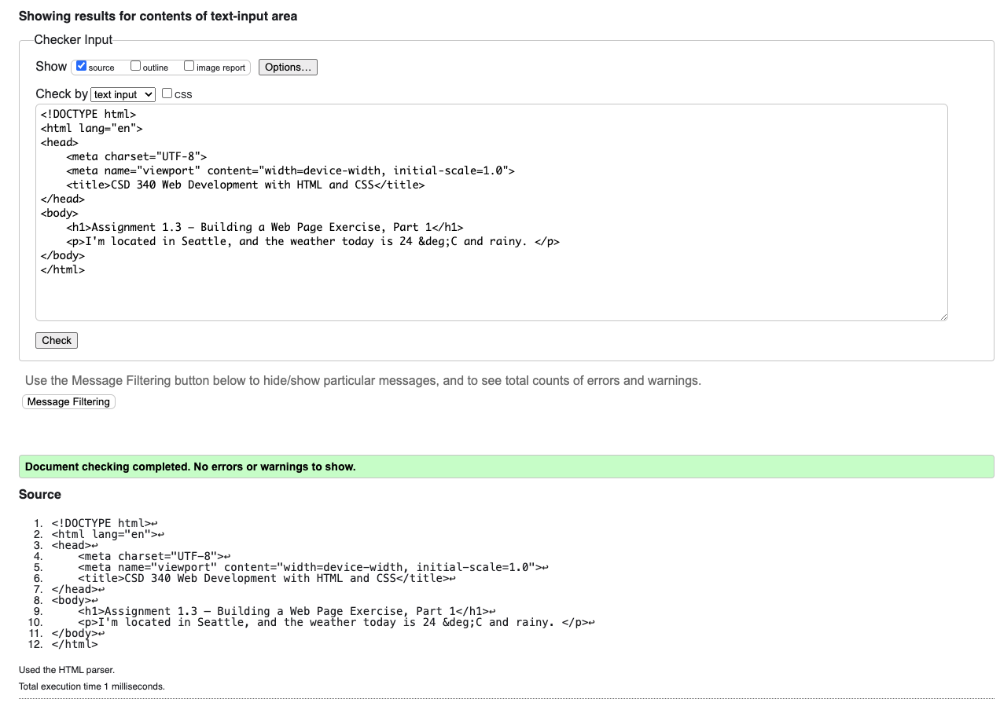 Showing results for contents of text-input area
Checker Input
Show source outline image report Options...
Check by text input css
<!DOCTYPE html>
<html lang="en">
<head>
    <meta charset="UTF-8">
    <meta name="viewport" content="width=device-width, initial-scale=1.0">
    <title>CSD 340 Web Development with HTML and CSS</title>
</head>
<body>
    <h1>Assignment 1.3 – Building a Web Page Exercise, Part 1</h1>
    <p>I'm located in Seattle, and the weather today is 24 &deg;C and rainy. </p>
</body>
</html>
Check
Use the Message Filtering button below to hide/show particular messages, and to see total counts of errors and warnings.
Message Filtering
Document checking completed. No errors or warnings to show.
Source
1. <!DOCTYPE html>↩
2. <html lang="en">↩
3. <head>↩
4.     <meta charset="UTF-8">↩
5.     <meta name="viewport" content="width=device-width, initial-scale=1.0">↩
6.     <title>CSD 340 Web Development with HTML and CSS</title>↩
7. </head>↩
8. <body>↩
9.     <h1>Assignment 1.3 – Building a Web Page Exercise, Part 1</h1>↩
10.     <p>I'm located in Seattle, and the weather today is 24 &deg;C and rainy. </p>↩
11. </body>↩
12. </html>
Used the HTML parser.
Total execution time 1 milliseconds.